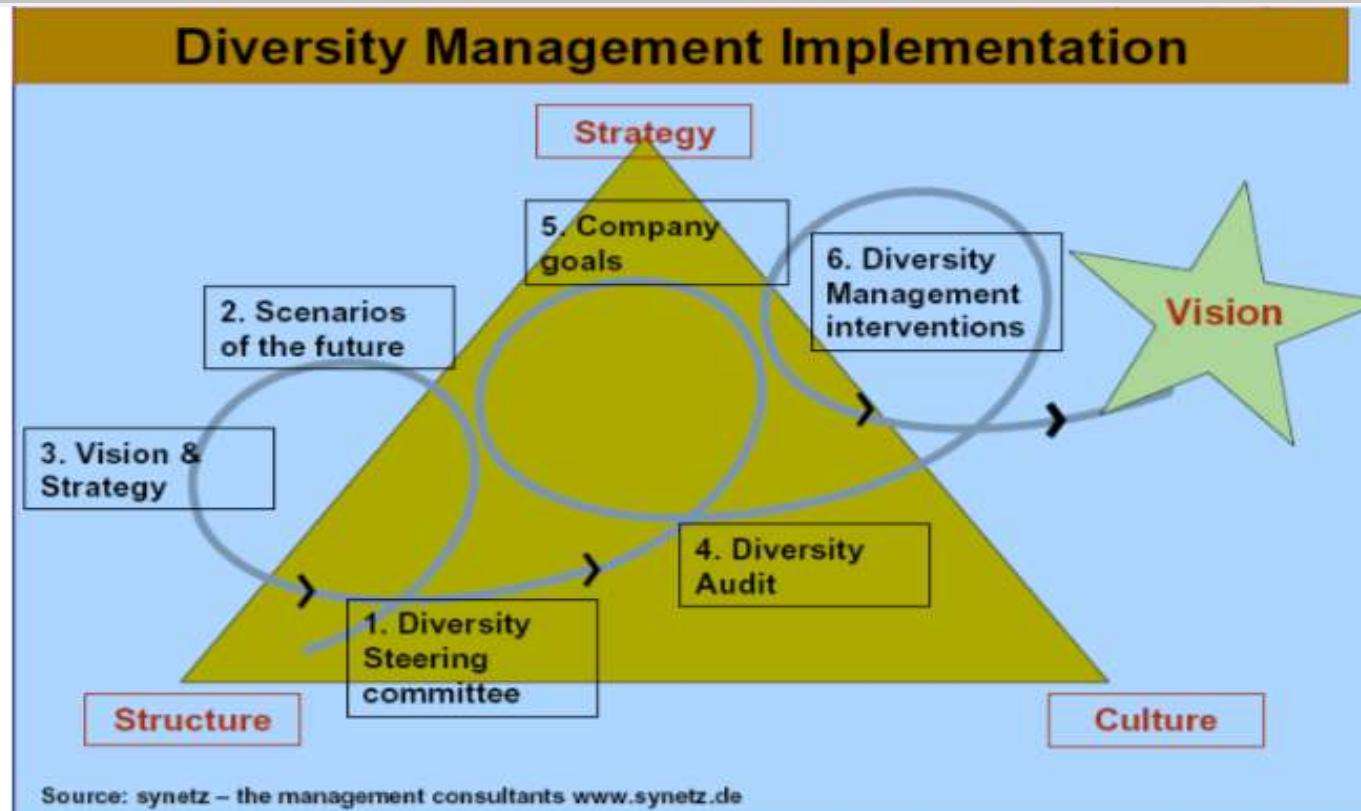 Diversity Management Implementation
Strategy
5. Company
goals
6. Diversity
Management
interventions
Vision
2. Scenarios
of the future
3. Vision &
Strategy
4. Diversity
Audit
1. Diversity
Steering
committee
Structure
Culture
Source: synetz – the management consultants www.synetz.de